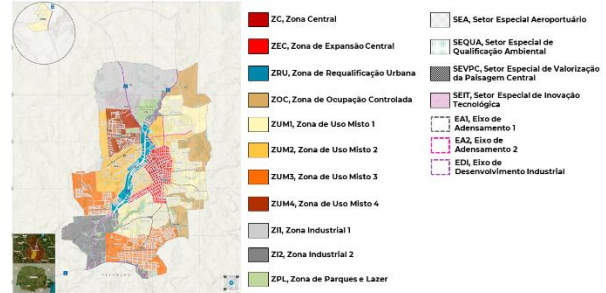 ZC, Zona Central
ZEC, Zona de Expansão Central
ZRU, Zona de Requalificação Urbana
ZOC, Zona de Ocupação Controlada
ZUM1, Zona de Uso Misto 1
ZUM2, Zona de Uso Misto 2
ZUM3, Zona de Uso Misto 3
ZUM4, Zona de Uso Misto 4
ZI1, Zona Industrial 1
ZI2, Zona Industrial 2
ZPL, Zona de Parques e Lazer
SEA, Setor Especial Aeroportuário
SEQUA, Setor Especial de
Qualificação Ambiental
SEVPC, Setor Especial de Valorização
da Paisagem Central
SEIT, Setor Especial de Inovação
Tecnológica
EA1, Eixo de
Adensamento 1
EA2, Eixo de
Adensamento 2
EDI, Eixo de
Desenvolvimento Industrial